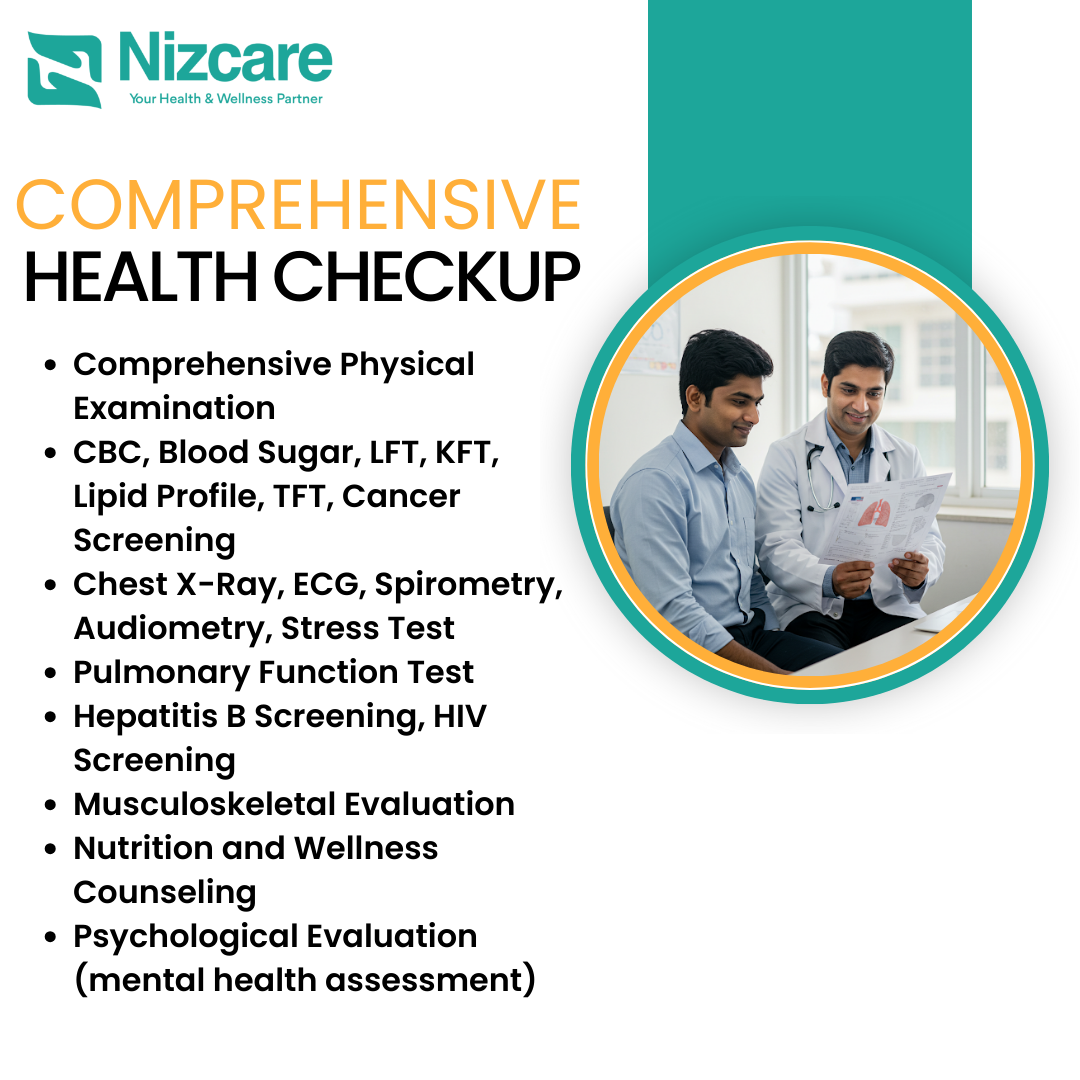 Nizcare
Your Health & Wellness Partner
COMPREHENSIVE
HEALTH CHECKUP
• Comprehensive Physical
Examination
• CBC, Blood Sugar, LFT, KFT,
Lipid Profile, TFT, Cancer
Screening
• Chest X-Ray, ECG, Spirometry,
Audiometry, Stress Test
• Pulmonary Function Test
• Hepatitis B Screening, HIV
Screening
• Musculoskeletal Evaluation
• Nutrition and Wellness
Counseling
• Psychological Evaluation
(mental health assessment)